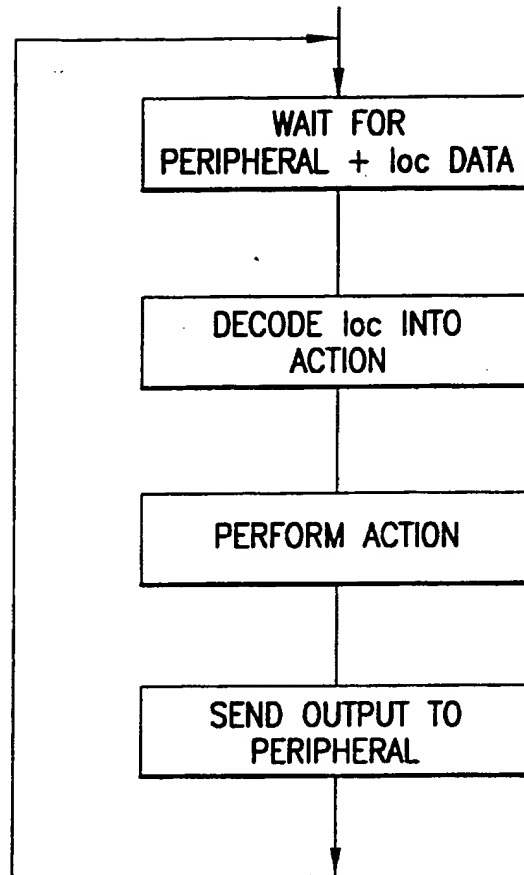 WAIT FOR
PERIPHERAL + loc DATA
DECODE loc INTO
ACTION
PERFORM ACTION
SEND OUTPUT TO
PERIPHERAL